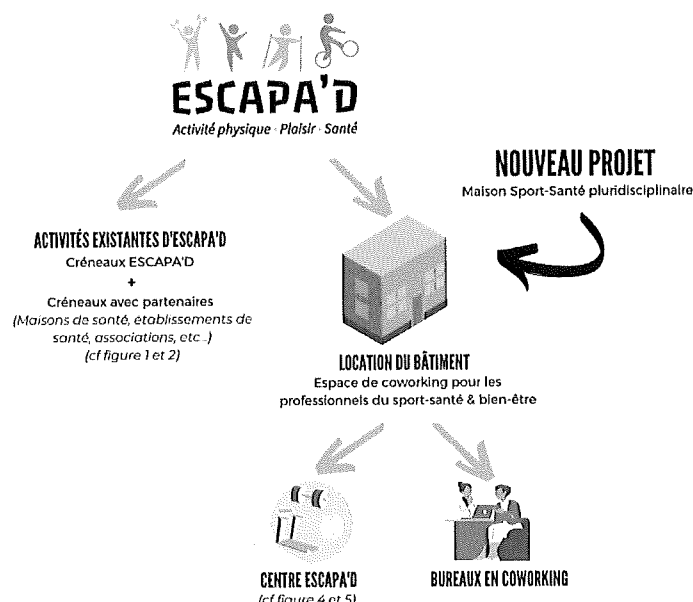 ESCAPA'D
Activité physique · Plaisir · Santé
NOUVEAU PROJET
Maison Sport-Santé pluridisciplinaire
ACTIVITÉS EXISTANTES D'ESCAPA'D
Créneaux ESCAPA'D
+
Créneaux avec partenaires
(Maisons de santé, établissements de
santé, associations, etc...)
(cf figure 1 et 2)
LOCATION DU BÂTIMENT
Espace de coworking pour les
professionnels du sport-santé & bien-être
CENTRE ESCAPA'D
(cf figure 4 et 5)
BUREAUX EN COWORKING